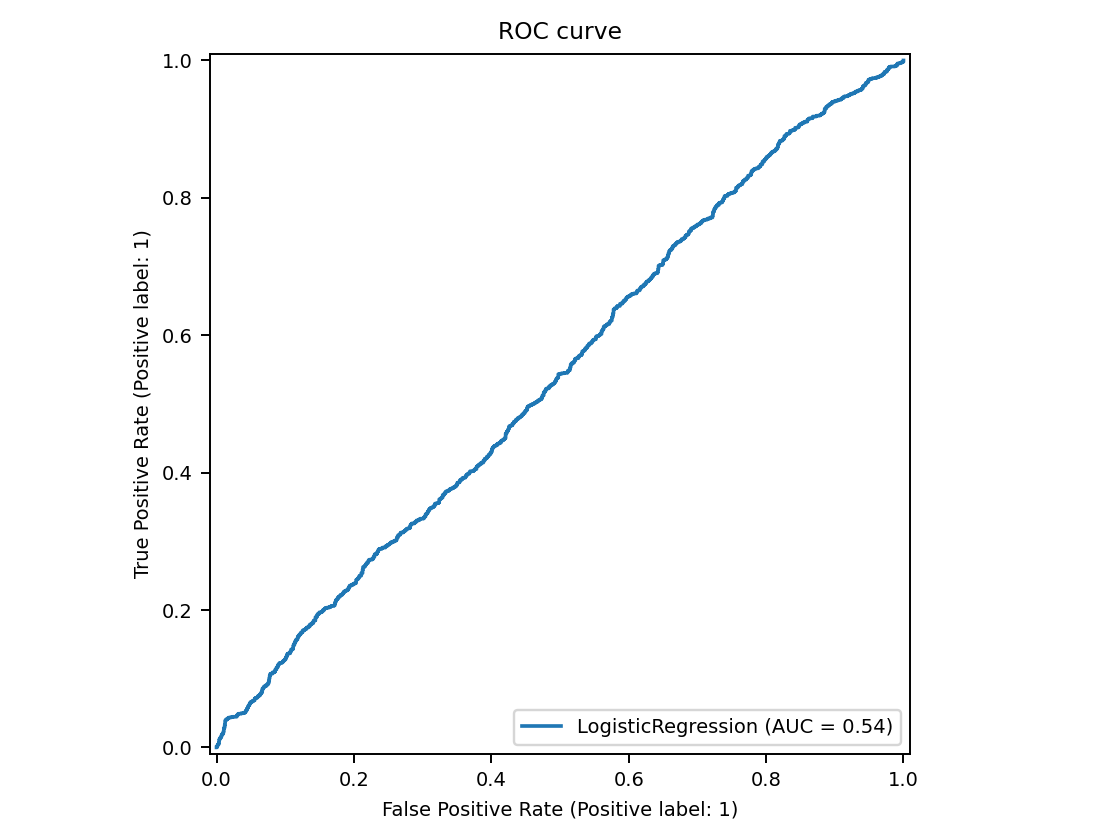 ROC curve
True Positive Rate (Positive label: 1)
1.0
0.8
0.6
0.4
0.2
0.0
LogisticRegression (AUC = 0.54)
0.0 0.2 0.4 0.6 0.8 1.0
False Positive Rate (Positive label: 1)